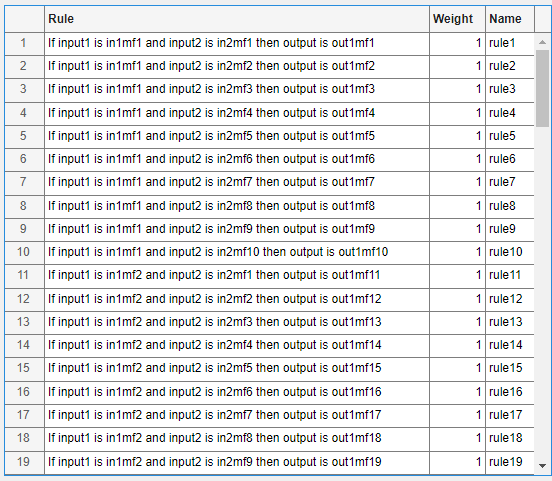 Rule Weight Name
1 If input1 is in1mf1 and input2 is in2mf1 then output is out1mf1 1 rule1
2 If input1 is in1mf1 and input2 is in2mf2 then output is out1mf2 1 rule2
3 If input1 is in1mf1 and input2 is in2mf3 then output is out1mf3 1 rule3
4 If input1 is in1mf1 and input2 is in2mf4 then output is out1mf4 1 rule4
5 If input1 is in1mf1 and input2 is in2mf5 then output is out1mf5 1 rule5
6 If input1 is in1mf1 and input2 is in2mf6 then output is out1mf6 1 rule6
7 If input1 is in1mf1 and input2 is in2mf7 then output is out1mf7 1 rule7
8 If input1 is in1mf1 and input2 is in2mf8 then output is out1mf8 1 rule8
9 If input1 is in1mf1 and input2 is in2mf9 then output is out1mf9 1 rule9
10 If input1 is in1mf1 and input2 is in2mf10 then output is out1mf10 1 rule10
11 If input1 is in1mf2 and input2 is in2mf1 then output is out1mf11 1 rule11
12 If input1 is in1mf2 and input2 is in2mf2 then output is out1mf12 1 rule12
13 If input1 is in1mf2 and input2 is in2mf3 then output is out1mf13 1 rule13
14 If input1 is in1mf2 and input2 is in2mf4 then output is out1mf14 1 rule14
15 If input1 is in1mf2 and input2 is in2mf5 then output is out1mf15 1 rule15
16 If input1 is in1mf2 and input2 is in2mf6 then output is out1mf16 1 rule16
17 If input1 is in1mf2 and input2 is in2mf7 then output is out1mf17 1 rule17
18 If input1 is in1mf2 and input2 is in2mf8 then output is out1mf18 1 rule18
19 If input1 is in1mf2 and input2 is in2mf9 then output is out1mf19 1 rule19